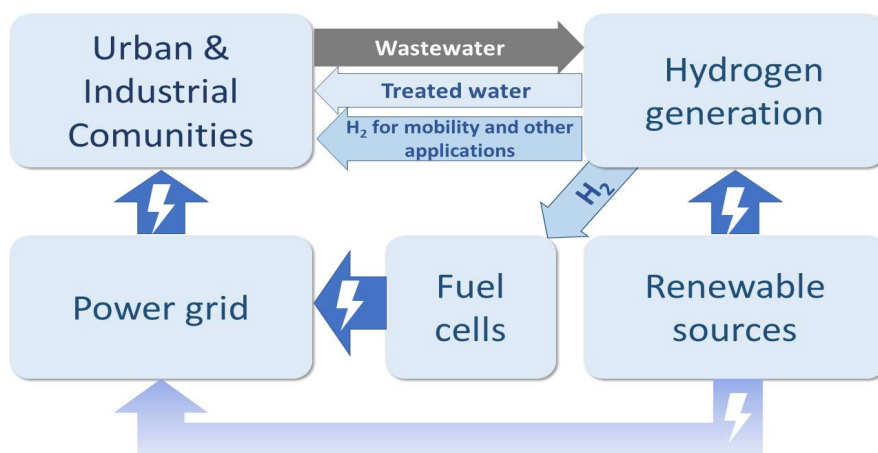 Urban &
Industrial
Comunities
Wastewater
Treated water
H₂ for mobility and other
applications
Hydrogen
generation
H₂
Power grid
Fuel
cells
Renewable
sources